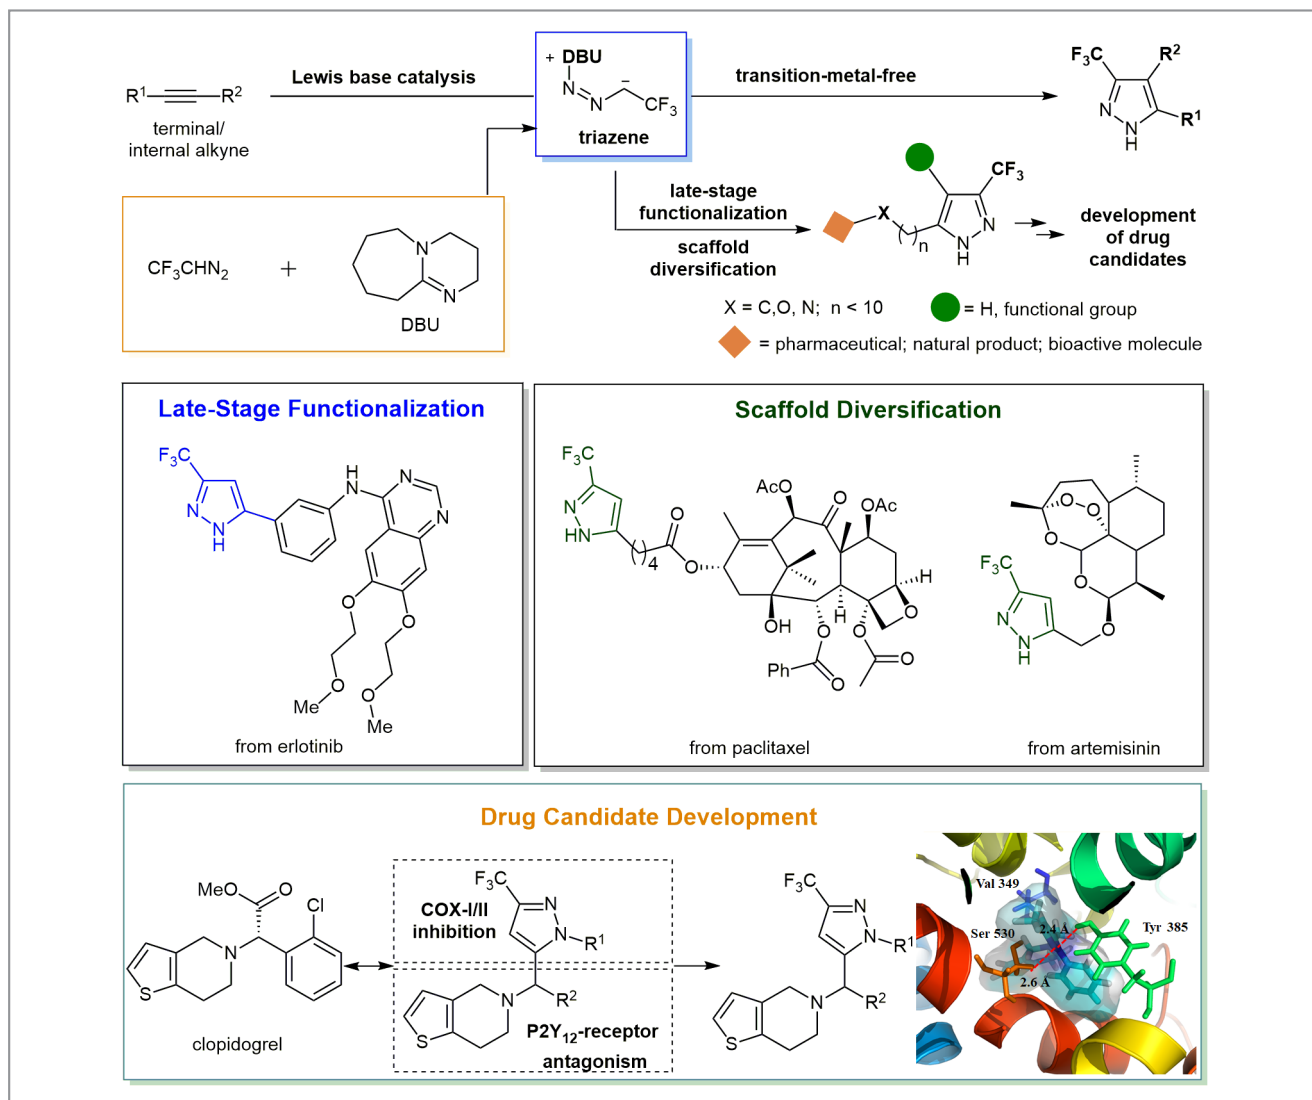 R¹ R²
terminal/
internal alkyne
Lewis base catalysis
+ DBU
N N − CF₃
triazene
transition-metal-free
F₃C R²
N R¹
N
H
CF₃CHN₂ + N N
DBU
late-stage
functionalization
scaffold
diversification
X ( )n CF₃
N N
H
development
of drug
candidates
X = C,O, N; n < 10
= H, functional group
= pharmaceutical; natural product; bioactive molecule
Late-Stage Functionalization
F₃C
H
N N
N
N
N
H
O
O
O
O
Me
Me
from erlotinib
Scaffold Diversification
F₃C
N
HN
( )4
O
O
AcO O OAc
H
OH H
O O O
Ph O O
from paclitaxel
O O
O
O
F₃C
N
N
H
O
from artemisinin
Drug Candidate Development
MeO O
Cl
N
S
clopidogrel
F₃C
N
N R¹
COX-I/II
inhibition
N R²
S
P2Y₁₂-receptor
antagonism
F₃C
N
N R¹
N R²
S
Val 349
Ser 530
2.4 Å
Tyr 385
2.6 Å